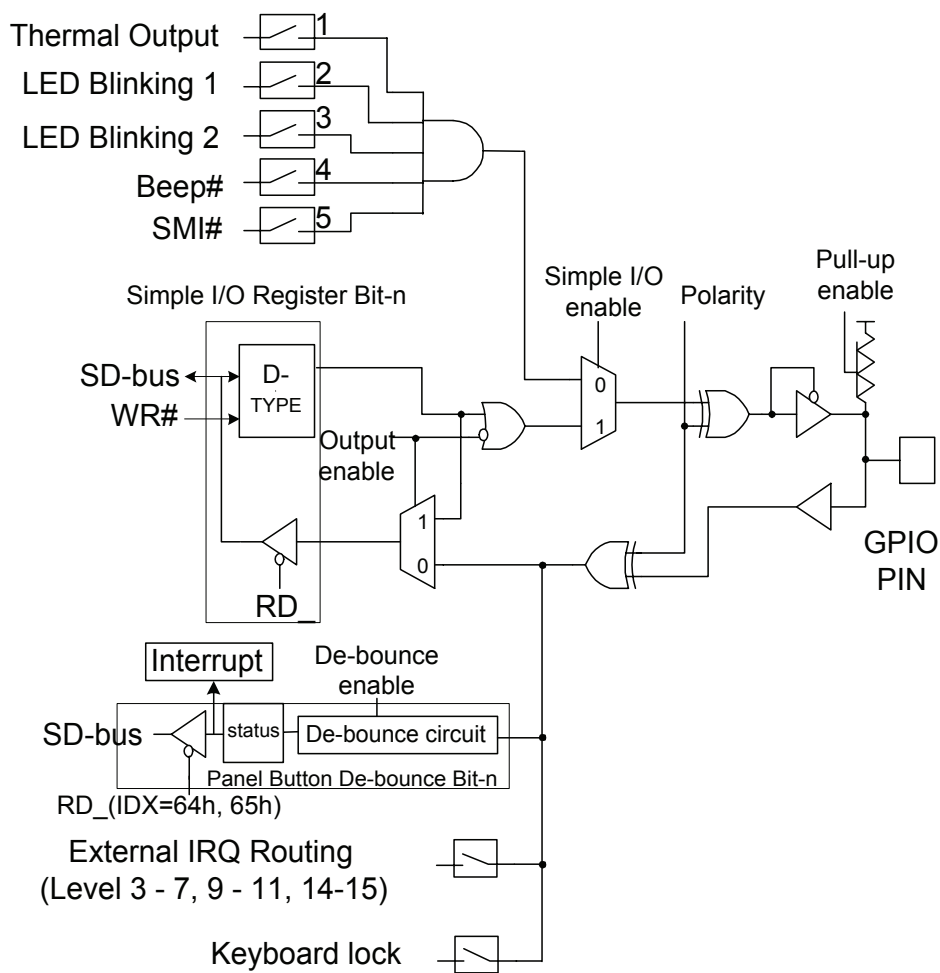 Thermal Output
1
LED Blinking 1
2
LED Blinking 2
3
Beep#
4
SMI#
5
Simple I/O
enable
Polarity
Pull-up
enable
Simple I/O Register Bit-n
SD-bus
WR#
D-
TYPE
0
1
Output
enable
1
0
RD_
GPIO
PIN
Interrupt
De-bounce
enable
SD-bus
status
De-bounce circuit
Panel Button De-bounce Bit-n
RD_(IDX=64h, 65h)
External IRQ Routing
(Level 3 - 7, 9 - 11, 14-15)
Keyboard lock